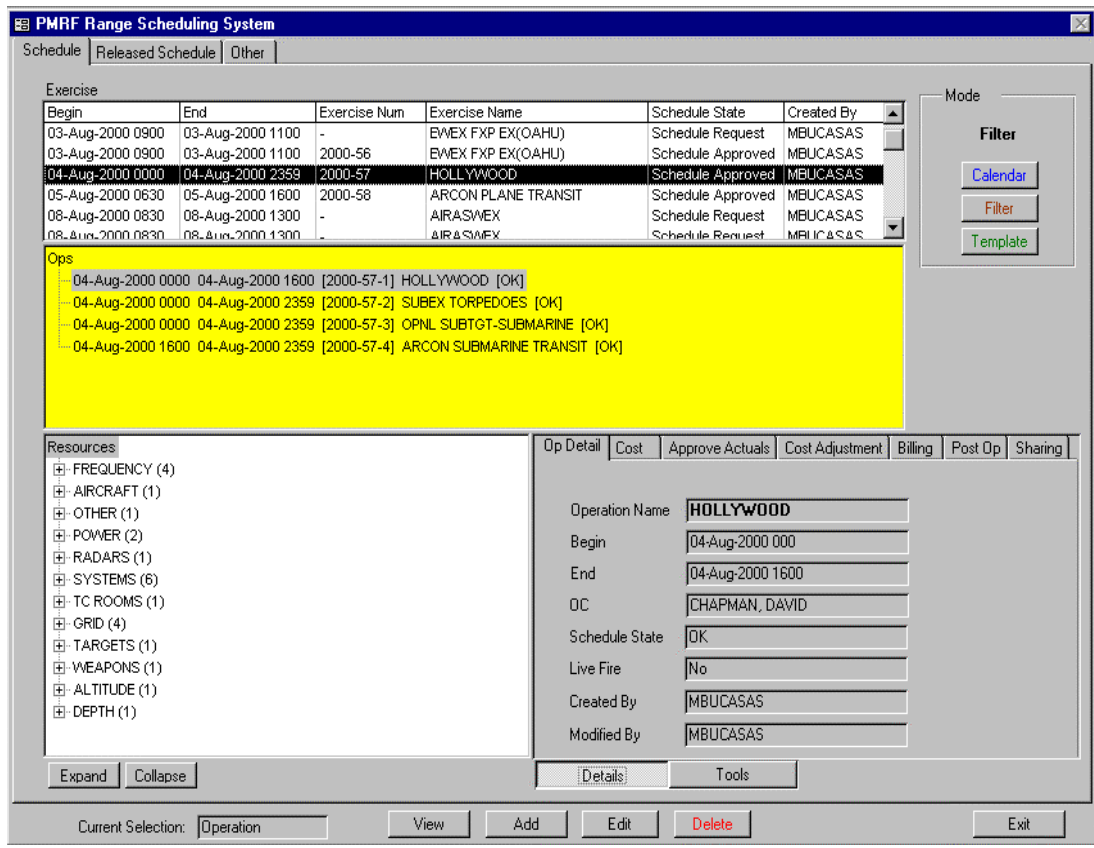 PMRF Range Scheduling System
Schedule Released Schedule Other
Exercise
Begin End Exercise Num Exercise Name Schedule State Created By
03-Aug-2000 0900 03-Aug-2000 1100 - EWEX FXP EX(OAHU) Schedule Request MBUCASAS
03-Aug-2000 0900 03-Aug-2000 1100 2000-56 EWEX FXP EX(OAHU) Schedule Approved MBUCASAS
04-Aug-2000 0000 04-Aug-2000 2359 2000-57 HOLLYWOOD Schedule Approved MBUCASAS
05-Aug-2000 0630 05-Aug-2000 1600 2000-58 ARCON PLANE TRANSIT Schedule Approved MBUCASAS
08-Aug-2000 0830 08-Aug-2000 1300 - AIRASWEX Schedule Request MBUCASAS
08-Aug-2000 0830 08-Aug-2000 1300 - AIRASWEX Schedule Request MBUCASAS
Mode
Filter
Calendar
Filter
Template
Ops
04-Aug-2000 0000 04-Aug-2000 1600 [2000-57-1] HOLLYWOOD [OK]
04-Aug-2000 0000 04-Aug-2000 2359 [2000-57-2] SUBEX TORPEDOES [OK]
04-Aug-2000 0000 04-Aug-2000 2359 [2000-57-3] OPNL SUBTGT-SUBMARINE [OK]
04-Aug-2000 1600 04-Aug-2000 2359 [2000-57-4] ARCON SUBMARINE TRANSIT [OK]
Resources
FREQUENCY (4)
AIRCRAFT (1)
OTHER (1)
POWER (2)
RADARS (1)
SYSTEMS (6)
TC ROOMS (1)
GRID (4)
TARGETS (1)
WEAPONS (1)
ALTITUDE (1)
DEPTH (1)
Expand Collapse
Op Detail Cost Approve Actuals Cost Adjustment Billing Post Op Sharing
Operation Name HOLLYWOOD
Begin 04-Aug-2000 000
End 04-Aug-2000 1600
OC CHAPMAN, DAVID
Schedule State OK
Live Fire No
Created By MBUCASAS
Modified By MBUCASAS
Details Tools
Current Selection: Operation View Add Edit Delete Exit